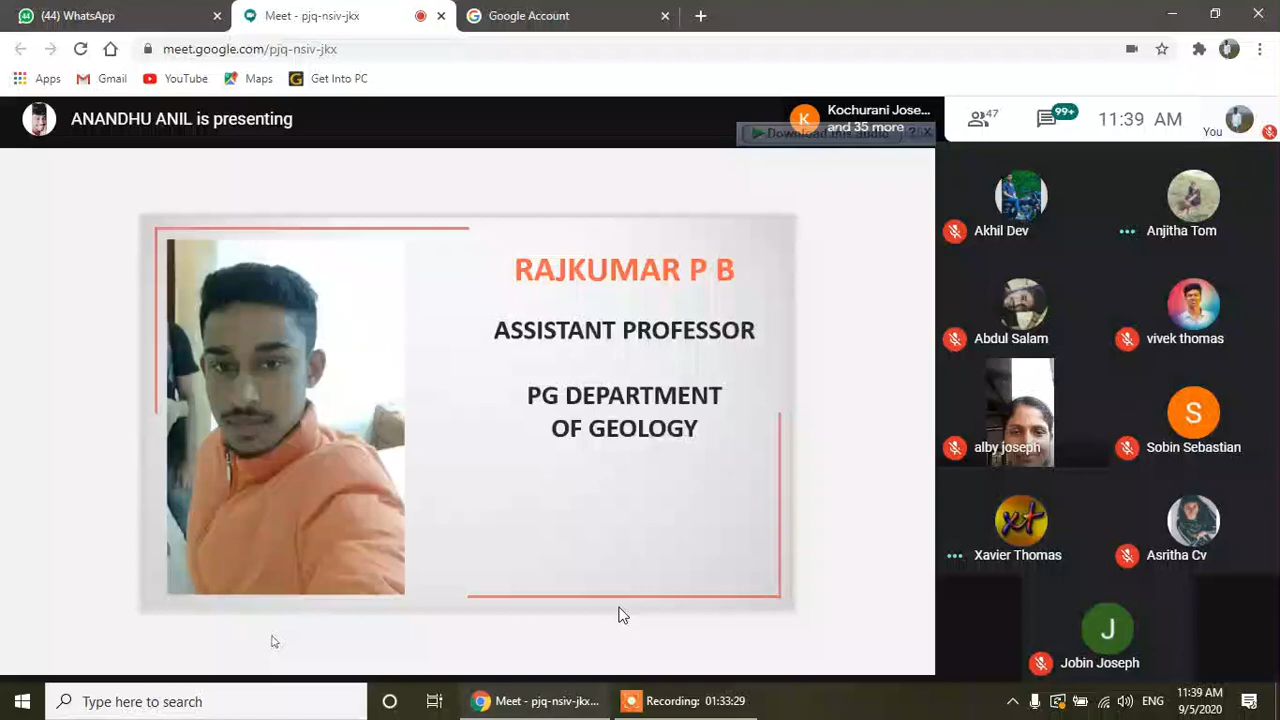 (44) WhatsApp
Meet - pjq-nsiv-jkx
Google Account
meet.google.com/pjq-nsiv-jkx
Apps
Gmail
YouTube
Maps
Get Into PC
ANANDHU ANIL is presenting
K
Kochurani Jose...
and 35 more
Download this audio
? x
47
99+
11:39 AM
You
RAJKUMAR P B
ASSISTANT PROFESSOR
PG DEPARTMENT
OF GEOLOGY
Akhil Dev
Anjitha Tom
Abdul Salam
vivek thomas
alby joseph
S
Sobin Sebastian
xt
Xavier Thomas
Asritha Cv
J
Jobin Joseph
Type here to search
Meet - pjq-nsiv-jkx...
Recording: 01:33:29
ENG
11:39 AM
9/5/2020